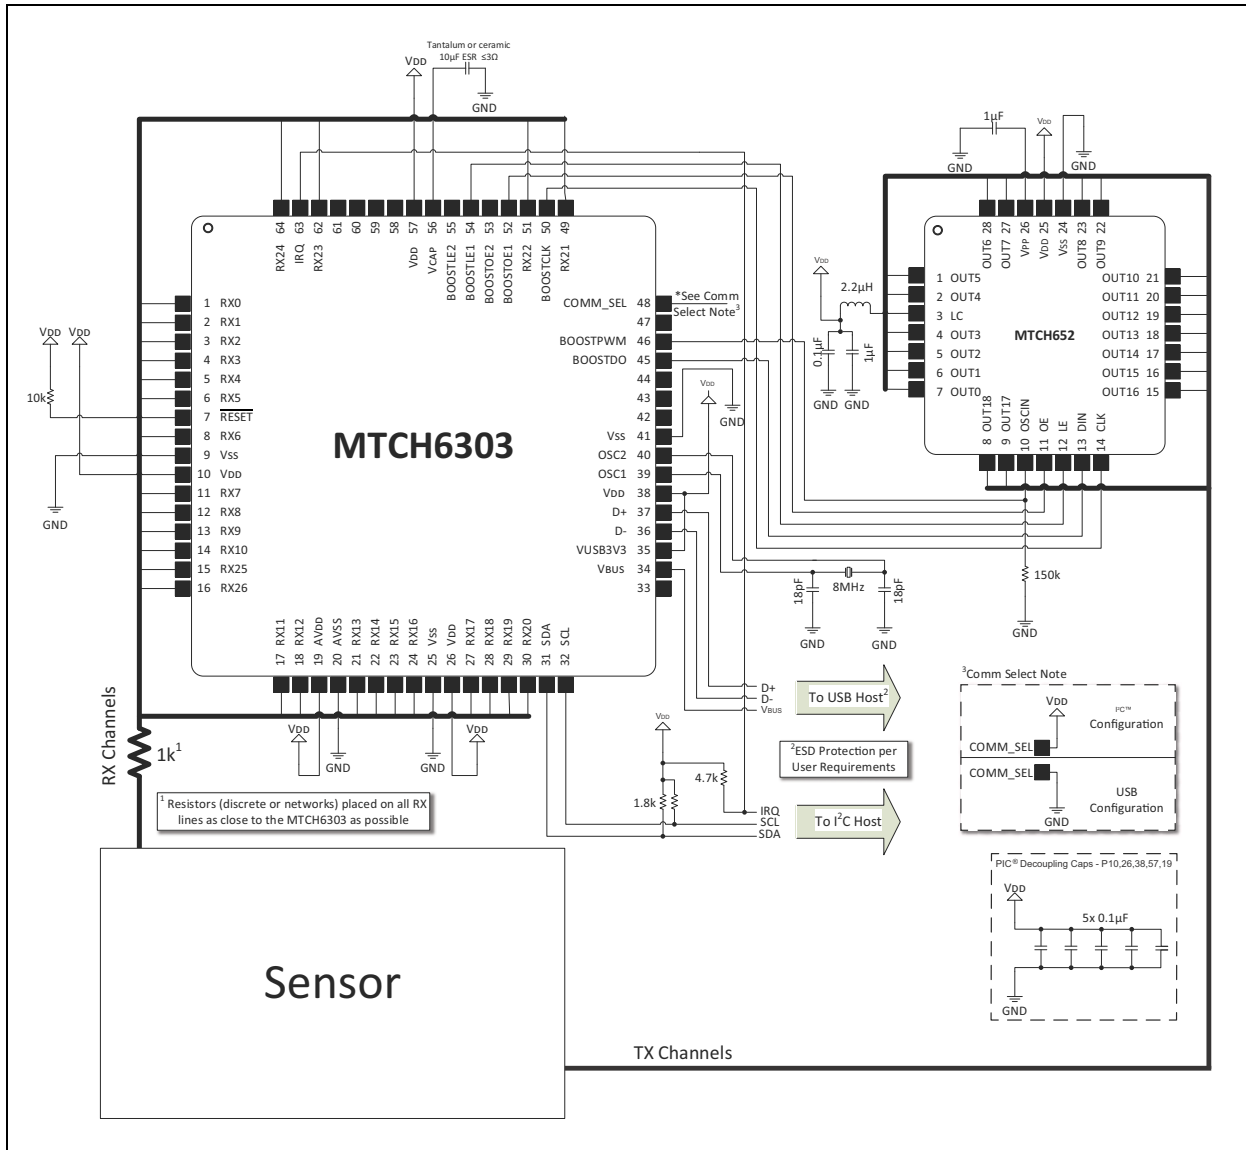 Tantalum or ceramic
10µF ESR ≤3Ω
VDD
GND
64 63 62 61 60 59 58 57 56 55 54 53 52 51 50 49
RX24
IRQ
RX23
VDD
VCAP
BOOSTLE2
BOOSTLE1
BOOSTOE2
BOOSTOE1
RX22
BOOSTCLK
RX21
1 RX0
2 RX1
3 RX2
4 RX3
5 RX4
6 RX5
7 RESET
8 RX6
9 VSS
10 VDD
11 RX7
12 RX8
13 RX9
14 RX10
15 RX25
16 RX26
VDD VDD
10k
GND
MTCH6303
COMM_SEL 48
47
BOOSTPWM 46
BOOSTDO 45
44
43
42
VSS 41
OSC2 40
OSC1 39
VDD 38
D+ 37
D- 36
VUSB3V3 35
VBUS 34
33
*See Comm
Select Note3
VDD
GND
17 RX11
18 RX12
19 AVDD
20 AVSS
21 RX13
22 RX14
23 RX15
24 RX16
25 VSS
26 VDD
27 RX17
28 RX18
29 RX19
30 RX20
31 SDA
32 SCL
VDD
GND
GND
VDD
1µF
GND
VDD
GND
28 27 26 25 24 23 22
OUT6
OUT7
VPP
VDD
VSS
OUT8
OUT9
1 OUT5
2 OUT4
3 LC
4 OUT3
5 OUT2
6 OUT1
7 OUT0
MTCH652
OUT10 21
OUT11 20
OUT12 19
OUT13 18
OUT14 17
OUT15 16
OUT16 15
8 OUT18
9 OUT17
10 OSCIN
11 OE
12 LE
13 DIN
14 CLK
VDD
2.2µH
0.1µF
1µF
GND GND
18pF
8MHz
18pF
GND
GND
150k
GND
D+
D-
VBUS
To USB Host2
2ESD Protection per
User Requirements
VDD
4.7k
1.8k
IRQ
SCL
SDA
To I2C Host
3Comm Select Note
VDD
I2C™
Configuration
COMM_SEL
COMM_SEL
USB
Configuration
GND
PIC® Decoupling Caps - P10,26,38,57,19
VDD
5x 0.1µF
GND
RX Channels
1k1
1 Resistors (discrete or networks) placed on all RX
lines as close to the MTCH6303 as possible
Sensor
TX Channels